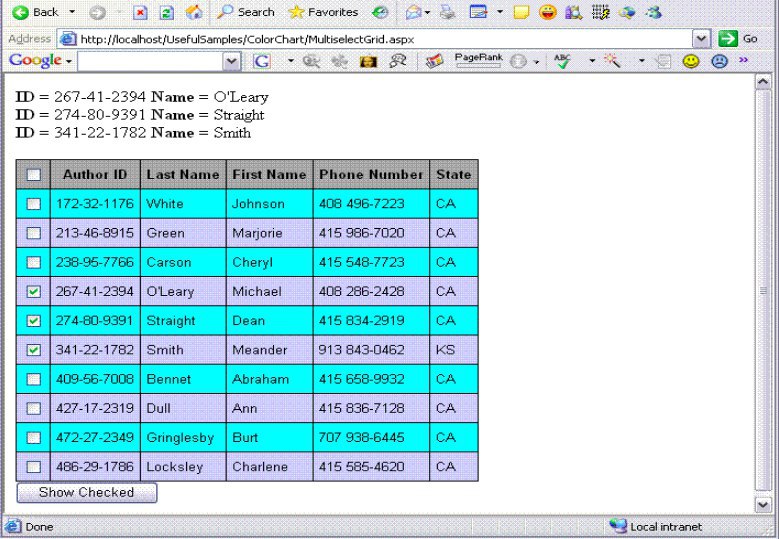 Back Search Favorites
Address http://localhost/UsefulSamples/ColorChart/MultiselectGrid.aspx Go
Google G PageRank ABC »
ID = 267-41-2394 Name = O'Leary
ID = 274-80-9391 Name = Straight
ID = 341-22-1782 Name = Smith
Author ID Last Name First Name Phone Number State
172-32-1176 White Johnson 408 496-7223 CA
213-46-8915 Green Marjorie 415 986-7020 CA
238-95-7766 Carson Cheryl 415 548-7723 CA
267-41-2394 O'Leary Michael 408 286-2428 CA
274-80-9391 Straight Dean 415 834-2919 CA
341-22-1782 Smith Meander 913 843-0462 KS
409-56-7008 Bennet Abraham 415 658-9932 CA
427-17-2319 Dull Ann 415 836-7128 CA
472-27-2349 Gringlesby Burt 707 938-6445 CA
486-29-1786 Locksley Charlene 415 585-4620 CA
Show Checked
Done Local intranet